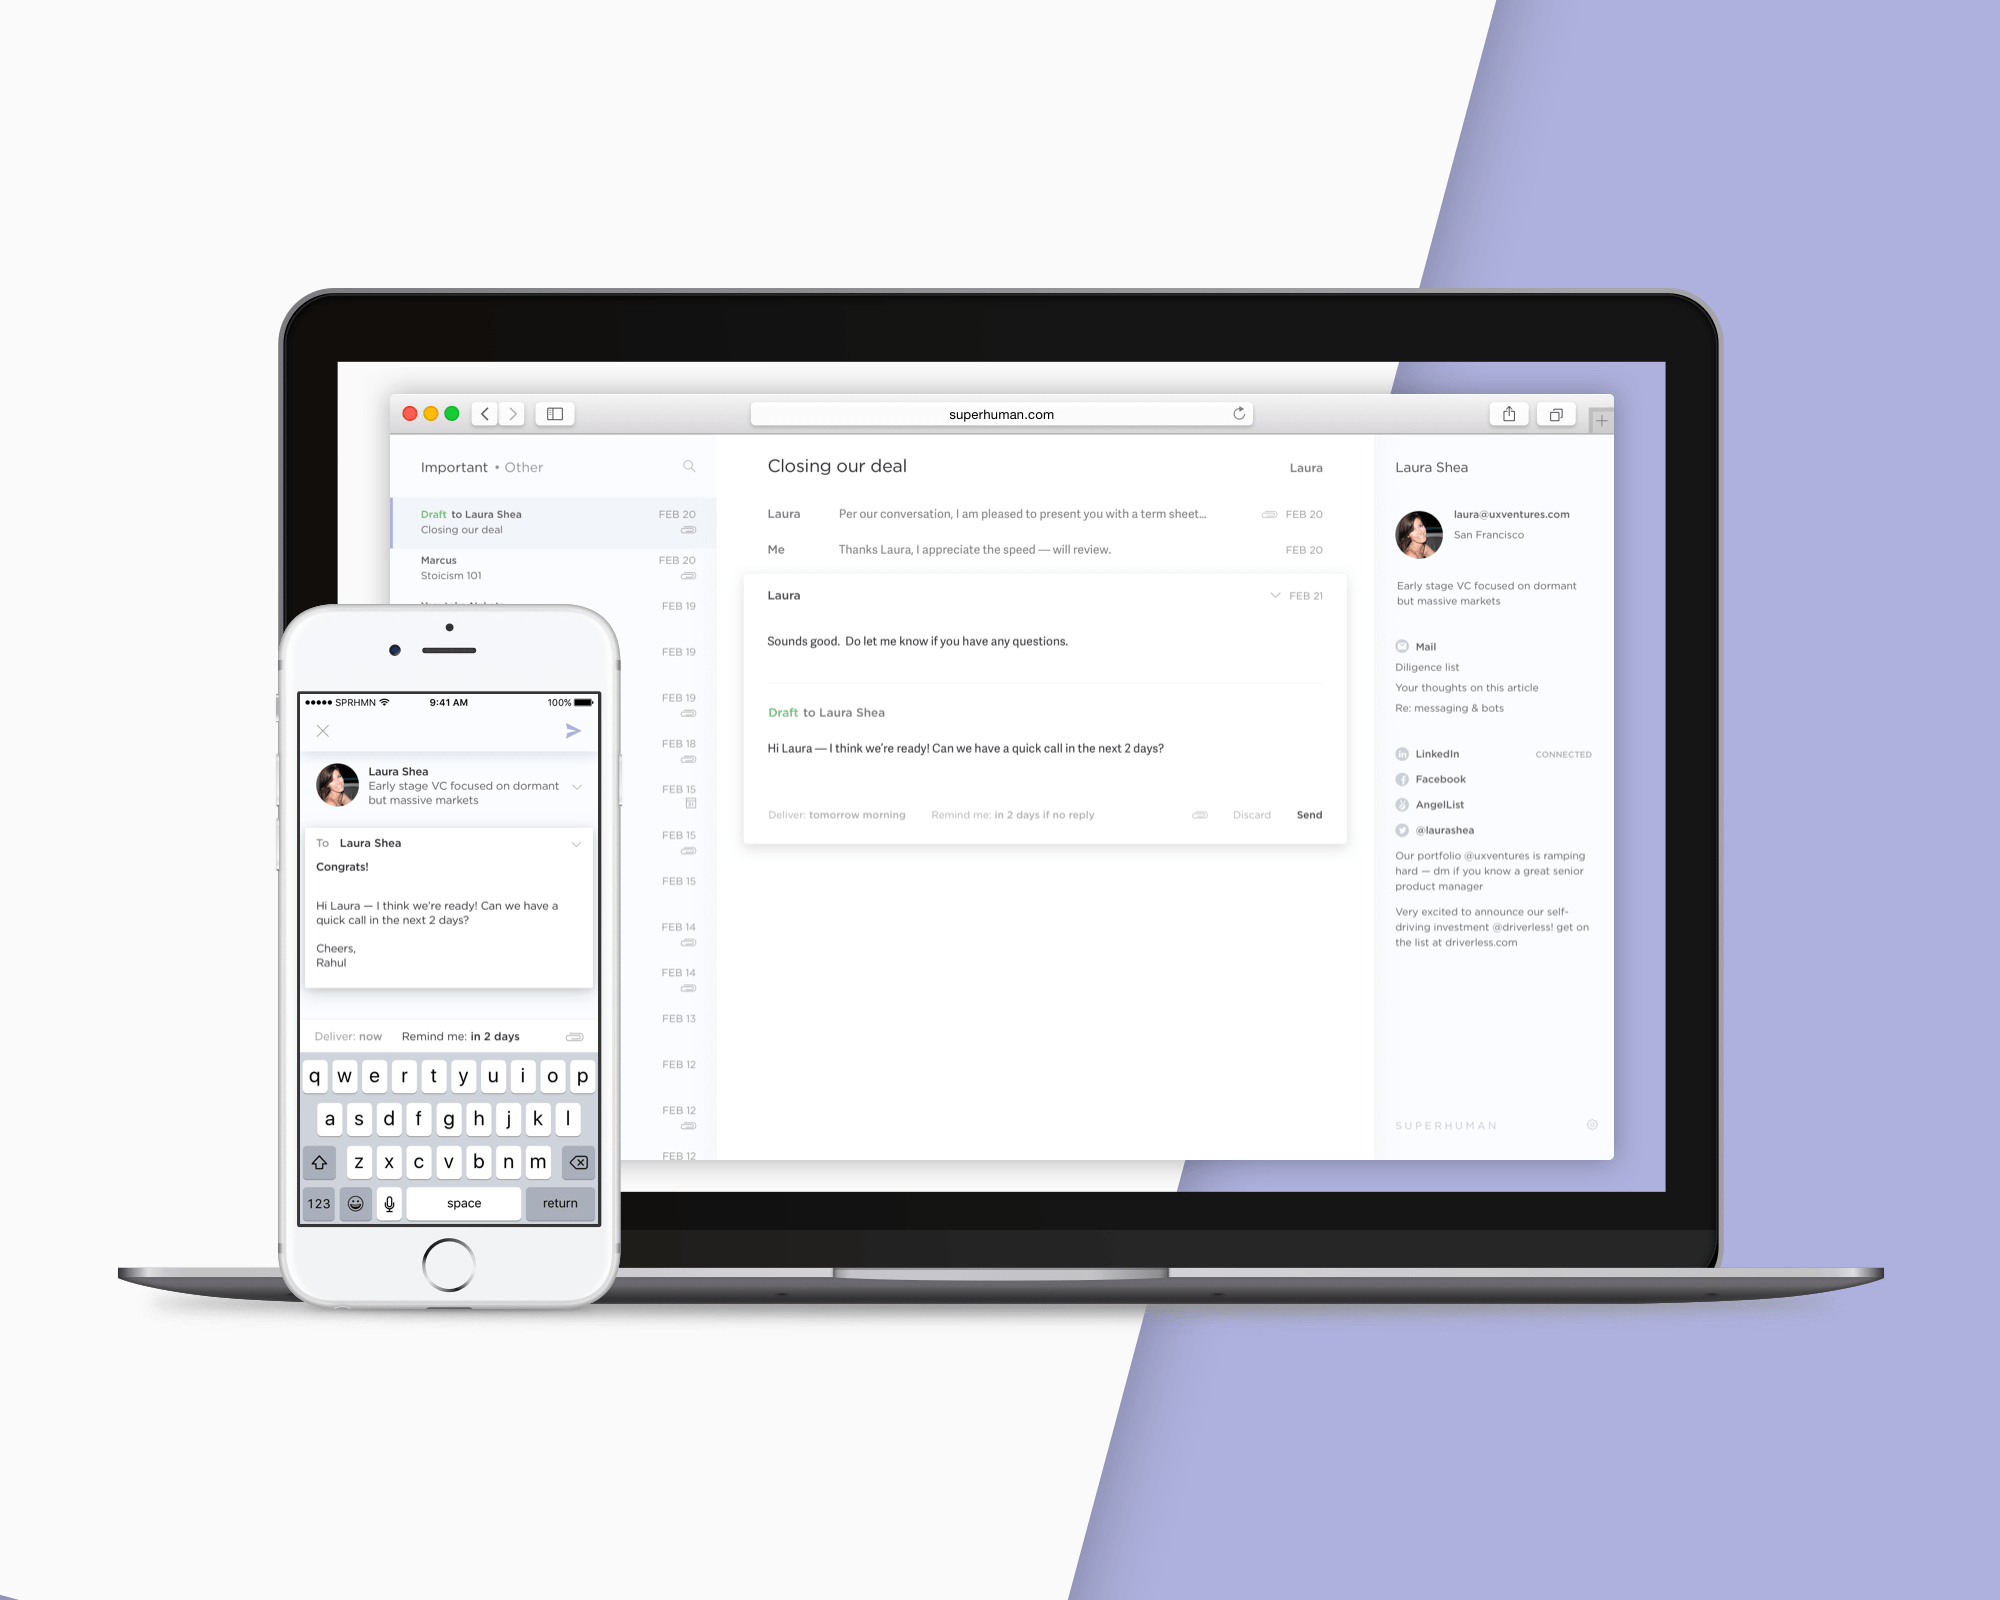 superhuman.com
Important • Other
Draft to Laura Shea FEB 20
Closing our deal
Marcus FEB 20
Stoicism 101
FEB 19
FEB 19
FEB 19
FEB 18
FEB 15
FEB 15
FEB 15
FEB 14
FEB 14
FEB 13
FEB 12
FEB 12
FEB 12
Closing our deal Laura
Laura Per our conversation, I am pleased to present you with a term sheet... FEB 20
Me Thanks Laura, I appreciate the speed — will review. FEB 20
Laura FEB 21
Sounds good. Do let me know if you have any questions.
Draft to Laura Shea
Hi Laura — I think we're ready! Can we have a quick call in the next 2 days?
Deliver: tomorrow morning Remind me: in 2 days if no reply Discard Send
Laura Shea
laura@uxventures.com
San Francisco
Early stage VC focused on dormant
but massive markets
Mail
Diligence list
Your thoughts on this article
Re: messaging & bots
in LinkedIn CONNECTED
f Facebook
AngelList
@laurashea
Our portfolio @uxventures is ramping
hard — dm if you know a great senior
product manager
Very excited to announce our self-
driving investment @driverless! get on
the list at driverless.com
SUPERHUMAN
SPRHMN 9:41 AM 100%
Laura Shea
Early stage VC focused on dormant
but massive markets
To Laura Shea
Congrats!
Hi Laura — I think we're ready! Can we have a
quick call in the next 2 days?
Cheers,
Rahul
Deliver: now Remind me: in 2 days
q w e r t y u i o p
a s d f g h j k l
z x c v b n m
123 space return